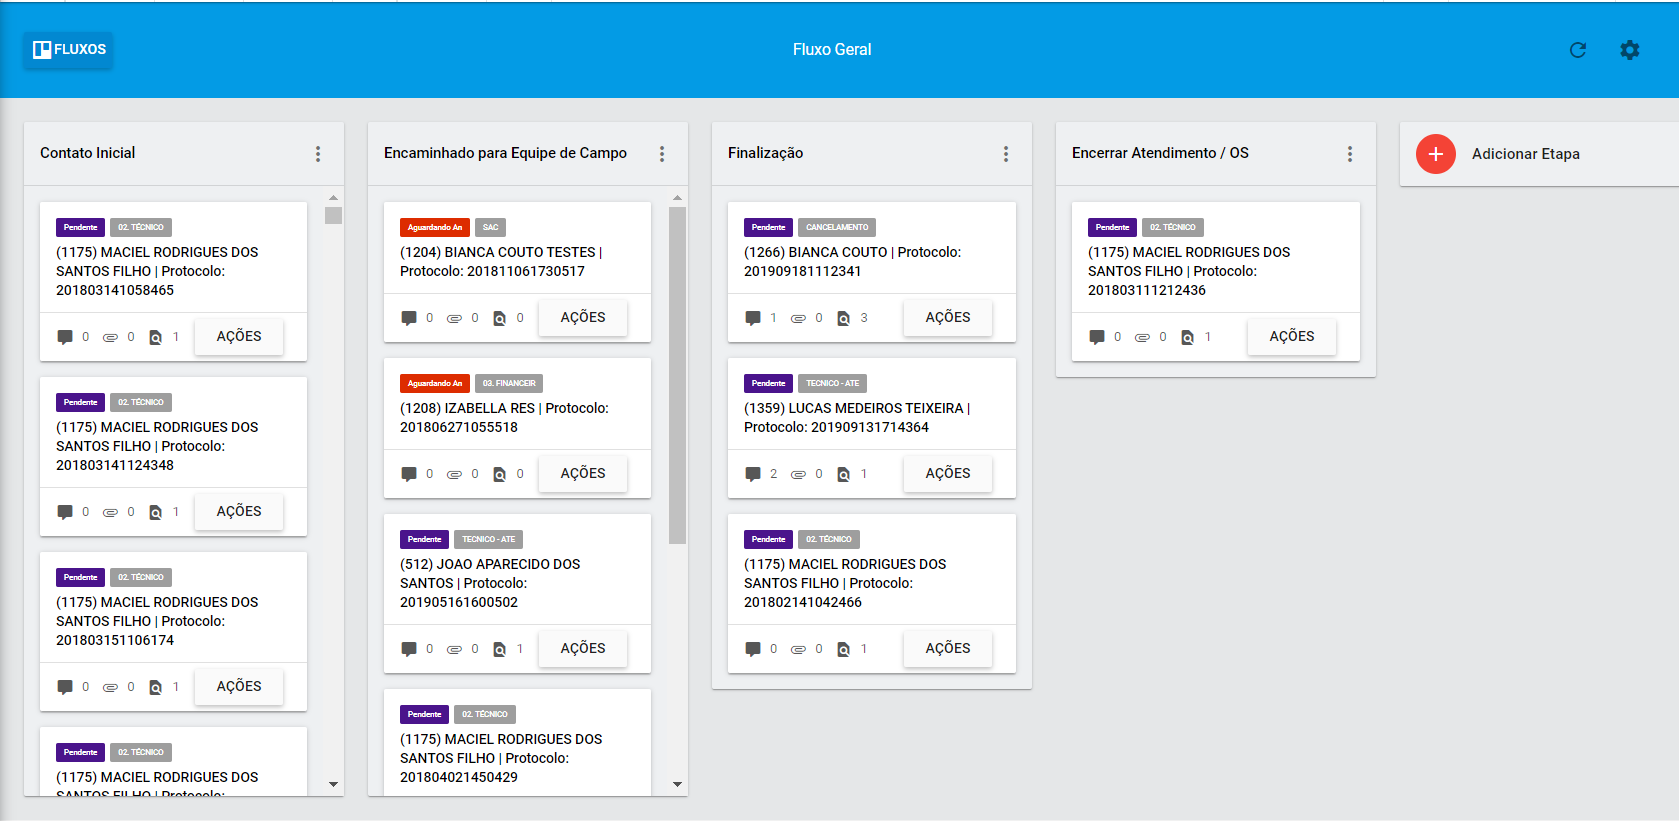 FLUXOS
Fluxo Geral
Contato Inicial
Pendente 02. TÉCNICO
(1175) MACIEL RODRIGUES DOS
SANTOS FILHO | Protocolo:
201803141058465
0 0 1 AÇÕES
Pendente 02. TÉCNICO
(1175) MACIEL RODRIGUES DOS
SANTOS FILHO | Protocolo:
201803141124348
0 0 1 AÇÕES
Pendente 02. TÉCNICO
(1175) MACIEL RODRIGUES DOS
SANTOS FILHO | Protocolo:
201803151106174
0 0 1 AÇÕES
Pendente 02. TÉCNICO
(1175) MACIEL RODRIGUES DOS
SANTOS FILHO | Protocolo:
Encaminhado para Equipe de Campo
Aguardando An SAC
(1204) BIANCA COUTO TESTES |
Protocolo: 201811061730517
0 0 0 AÇÕES
Aguardando An 03. FINANCEIR
(1208) IZABELLA RES | Protocolo:
201806271055518
0 0 0 AÇÕES
Pendente TECNICO - ATE
(512) JOAO APARECIDO DOS
SANTOS | Protocolo:
201905161600502
0 0 1 AÇÕES
Pendente 02. TÉCNICO
(1175) MACIEL RODRIGUES DOS
SANTOS FILHO | Protocolo:
201804021450429
Finalização
Pendente CANCELAMENTO
(1266) BIANCA COUTO | Protocolo:
201909181112341
1 0 3 AÇÕES
Pendente TECNICO - ATE
(1359) LUCAS MEDEIROS TEIXEIRA |
Protocolo: 201909131714364
2 0 1 AÇÕES
Pendente 02. TÉCNICO
(1175) MACIEL RODRIGUES DOS
SANTOS FILHO | Protocolo:
201802141042466
0 0 1 AÇÕES
Encerrar Atendimento / OS
Pendente 02. TÉCNICO
(1175) MACIEL RODRIGUES DOS
SANTOS FILHO | Protocolo:
201803111212436
0 0 1 AÇÕES
Adicionar Etapa